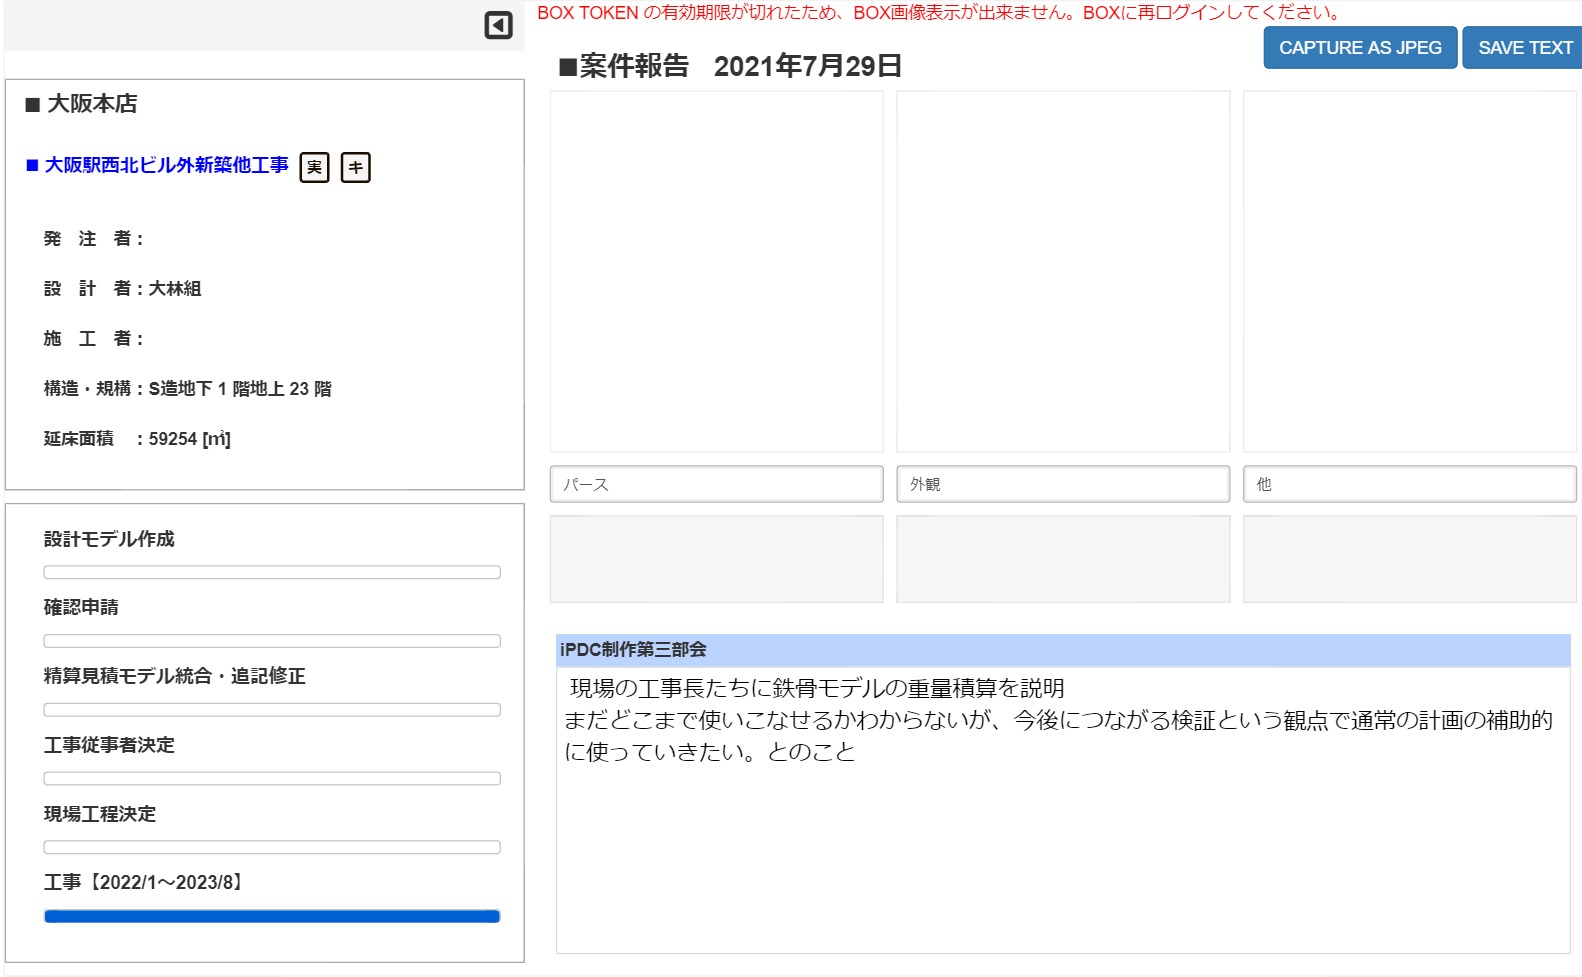 BOX TOKEN の有効期限が切れたため、BOX画像表示が出来ません。BOXに再ログインしてください。
CAPTURE AS JPEG
SAVE TEXT
■案件報告 2021年7月29日
■ 大阪本店
■ 大阪駅西北ビル外新築他工事 実 キ
発 注 者：
設 計 者：大林組
施 工 者：
構造・規構：S造地下 1 階地上 23 階
延床面積 ：59254 [㎡]
設計モデル作成
確認申請
精算見積モデル統合・追記修正
工事従事者決定
現場工程決定
工事【2022/1～2023/8】
パース
外観
他
iPDC制作第三部会
現場の工事長たちに鉄骨モデルの重量積算を説明
まだどこまで使いこなせるかわからないが、今後につながる検証という観点で通常の計画の補助的
に使っていきたい。とのこと